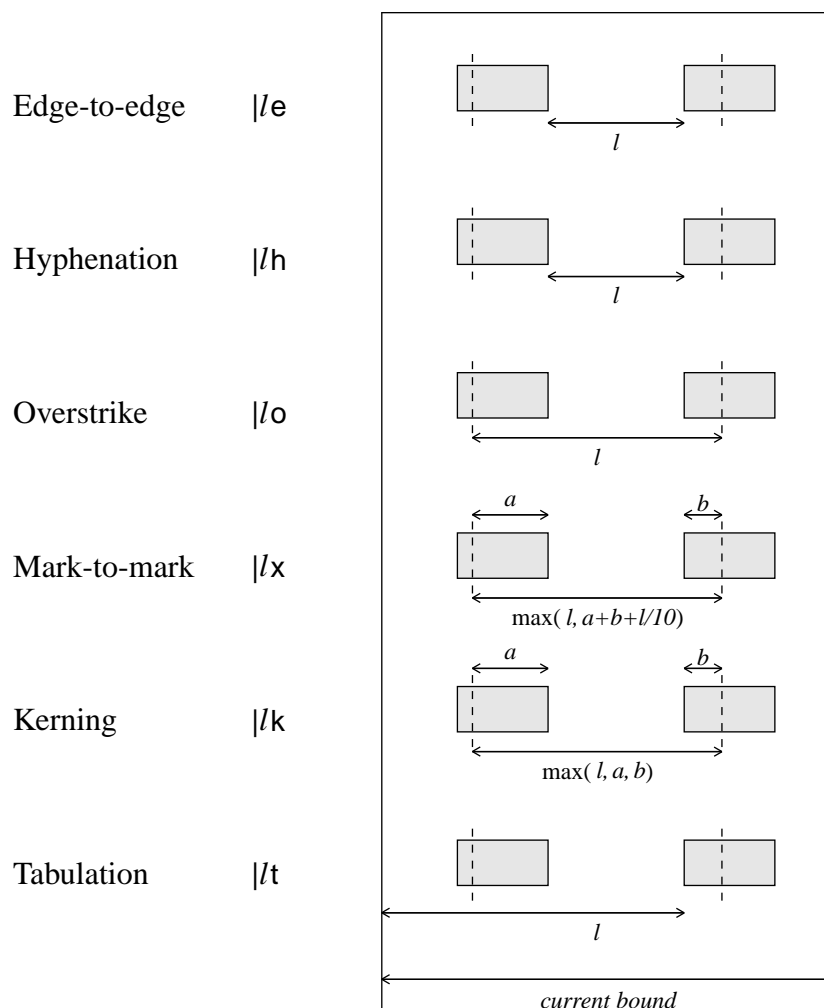 Edge-to-edge |le
l
Hyphenation |lh
l
Overstrike |lo
l
a b
Mark-to-mark |lx
max( l, a+b+l/10)
a b
Kerning |lk
max( l, a, b)
Tabulation |lt
l
current bound